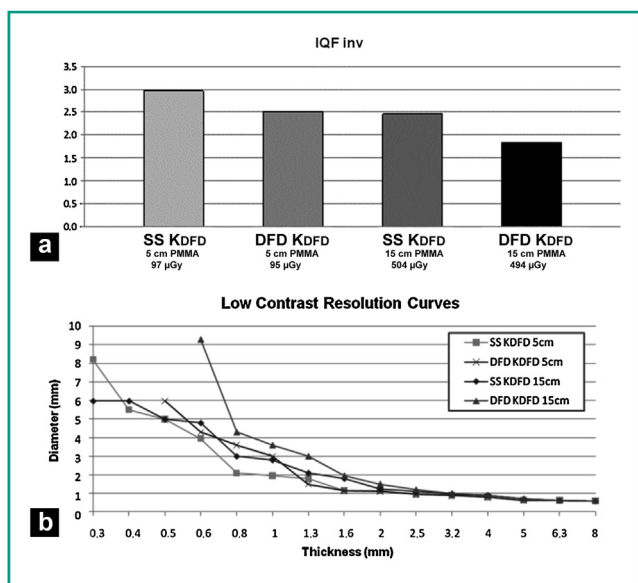 IQF inv
3.5
3.0
2.5
2.0
1.5
1.0
0.5
0.0
SS KDFD
5 cm PMMA
97 µGy
DFD KDFD
5 cm PMMA
95 µGy
SS KDFD
15 cm PMMA
504 µGy
DFD KDFD
15 cm PMMA
494 µGy
a
Low Contrast Resolution Curves
Diameter (mm)
10
9
8
7
6
5
4
3
2
1
0
SS KDFD 5cm
DFD KDFD 5cm
SS KDFD 15cm
DFD KDFD 15cm
0,3 0,4 0.5 0,6 0,8 1 1,3 1.6 2 2.5 3.2 4 5 6.3 8
Thickness (mm)
b